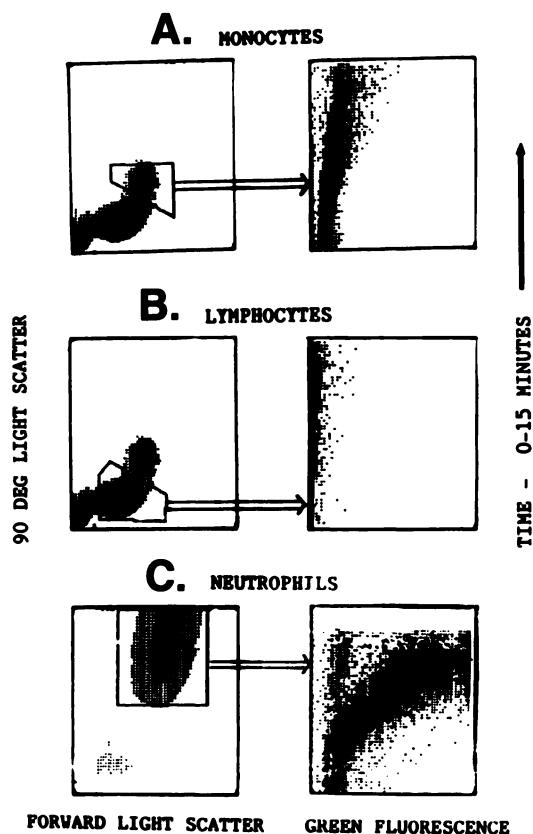 A. MONOCYTES
B. LYMPHOCYTES
C. NEUTROPHILS
90 DEG LIGHT SCATTER
TIME - 0-15 MINUTES
FORWARD LIGHT SCATTER
GREEN FLUORESCENCE